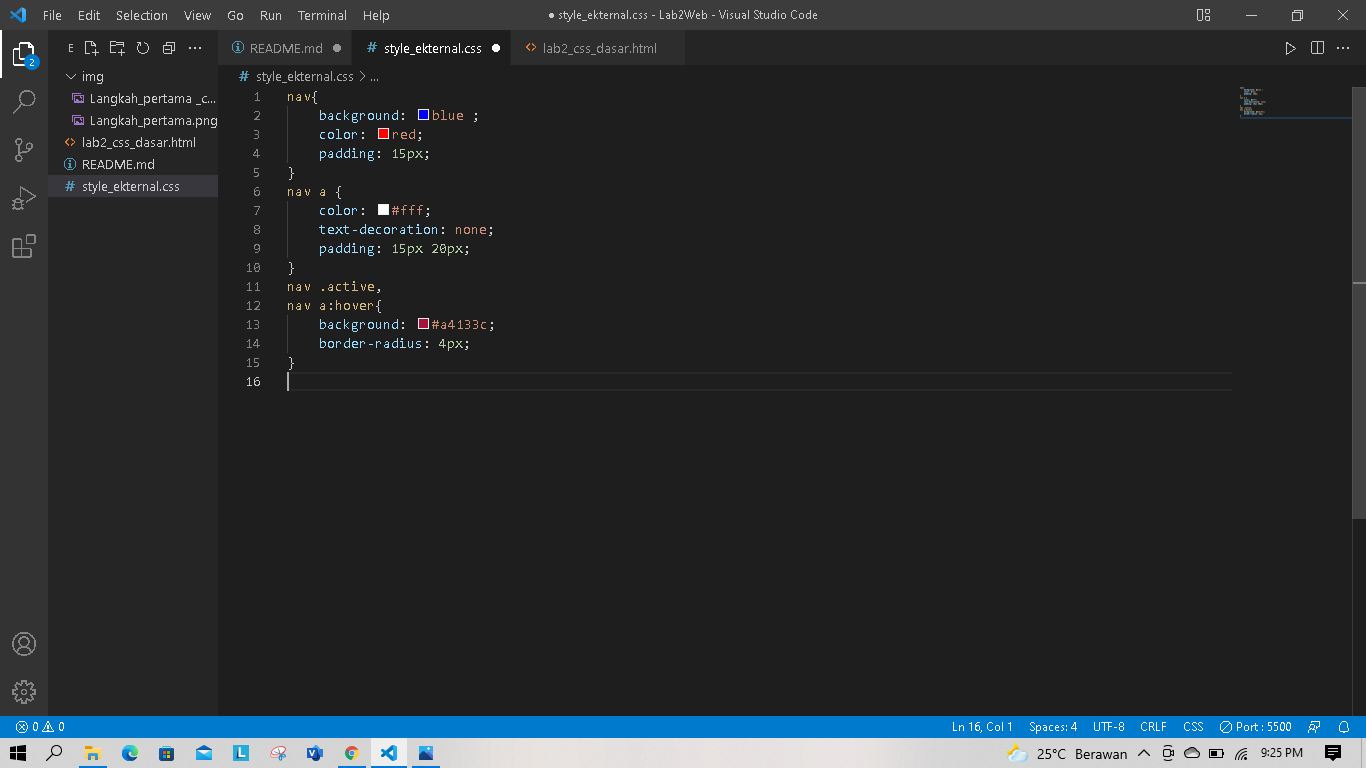 File Edit Selection View Go Run Terminal Help ● style_ekternal.css - Lab2Web - Visual Studio Code
2
E
README.md
# style_ekternal.css
<> lab2_css_dasar.html
img
Langkah_pertama _c...
Langkah_pertama.png
<> lab2_css_dasar.html
README.md
# style_ekternal.css
# style_ekternal.css > ...
1 nav{
2     background: blue ;
3     color: red;
4     padding: 15px;
5 }
6 nav a {
7     color: #fff;
8     text-decoration: none;
9     padding: 15px 20px;
10 }
11 nav .active,
12 nav a:hover{
13     background: #a4133c;
14     border-radius: 4px;
15 }
16
0 0 Ln 16, Col 1 Spaces: 4 UTF-8 CRLF CSS Port : 5500
25°C Berawan 9:25 PM